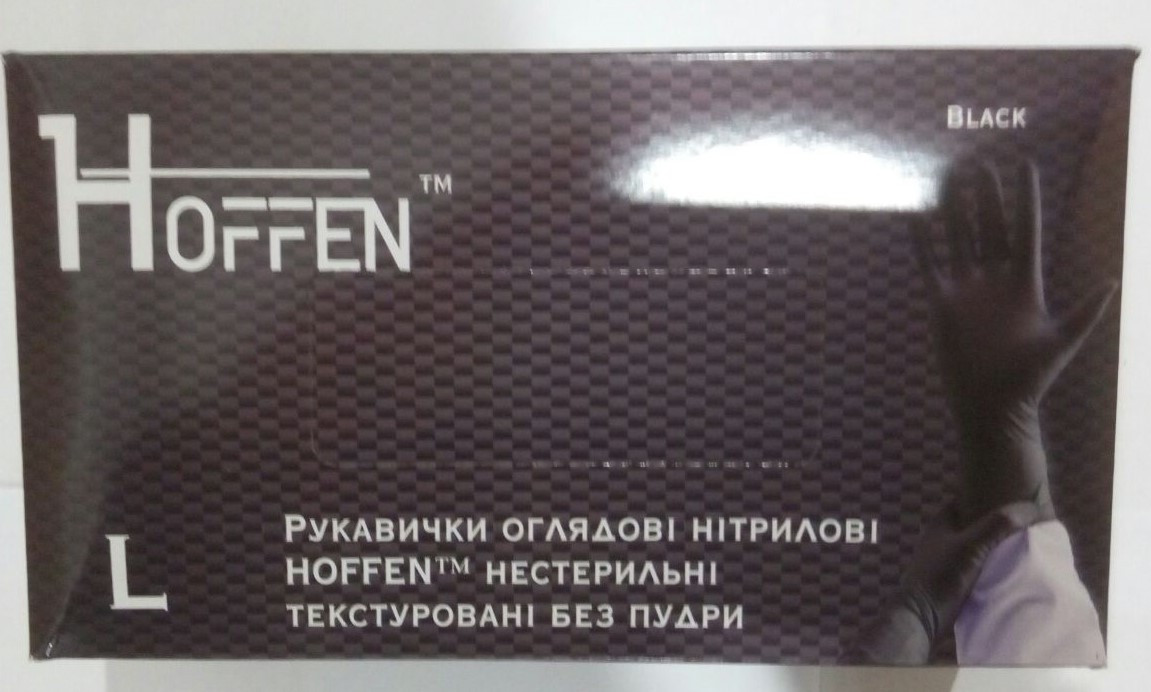 HOFFEN™
BLACK
L
РУКАВИЧКИ ОГЛЯДОВІ НІТРИЛОВІ
HOFFEN™ НЕСТЕРИЛЬНІ
ТЕКСТУРОВАНІ БЕЗ ПУДРИ